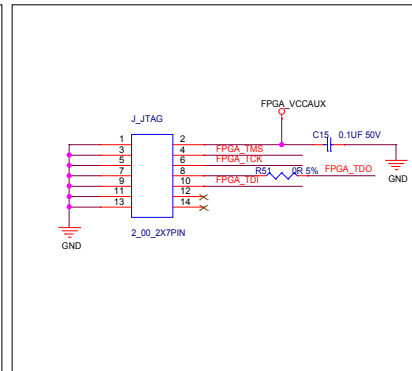 FPGA_VCCAUX
J_JTAG
C15 0.1UF 50V
1 2
FPGA_TMS
3 4
FPGA_TCK
5 6
R51 0R 5% FPGA_TDO
7 8
FPGA_TDI
9 10
11 12
13 14
GND
GND
2_00_2X7PIN